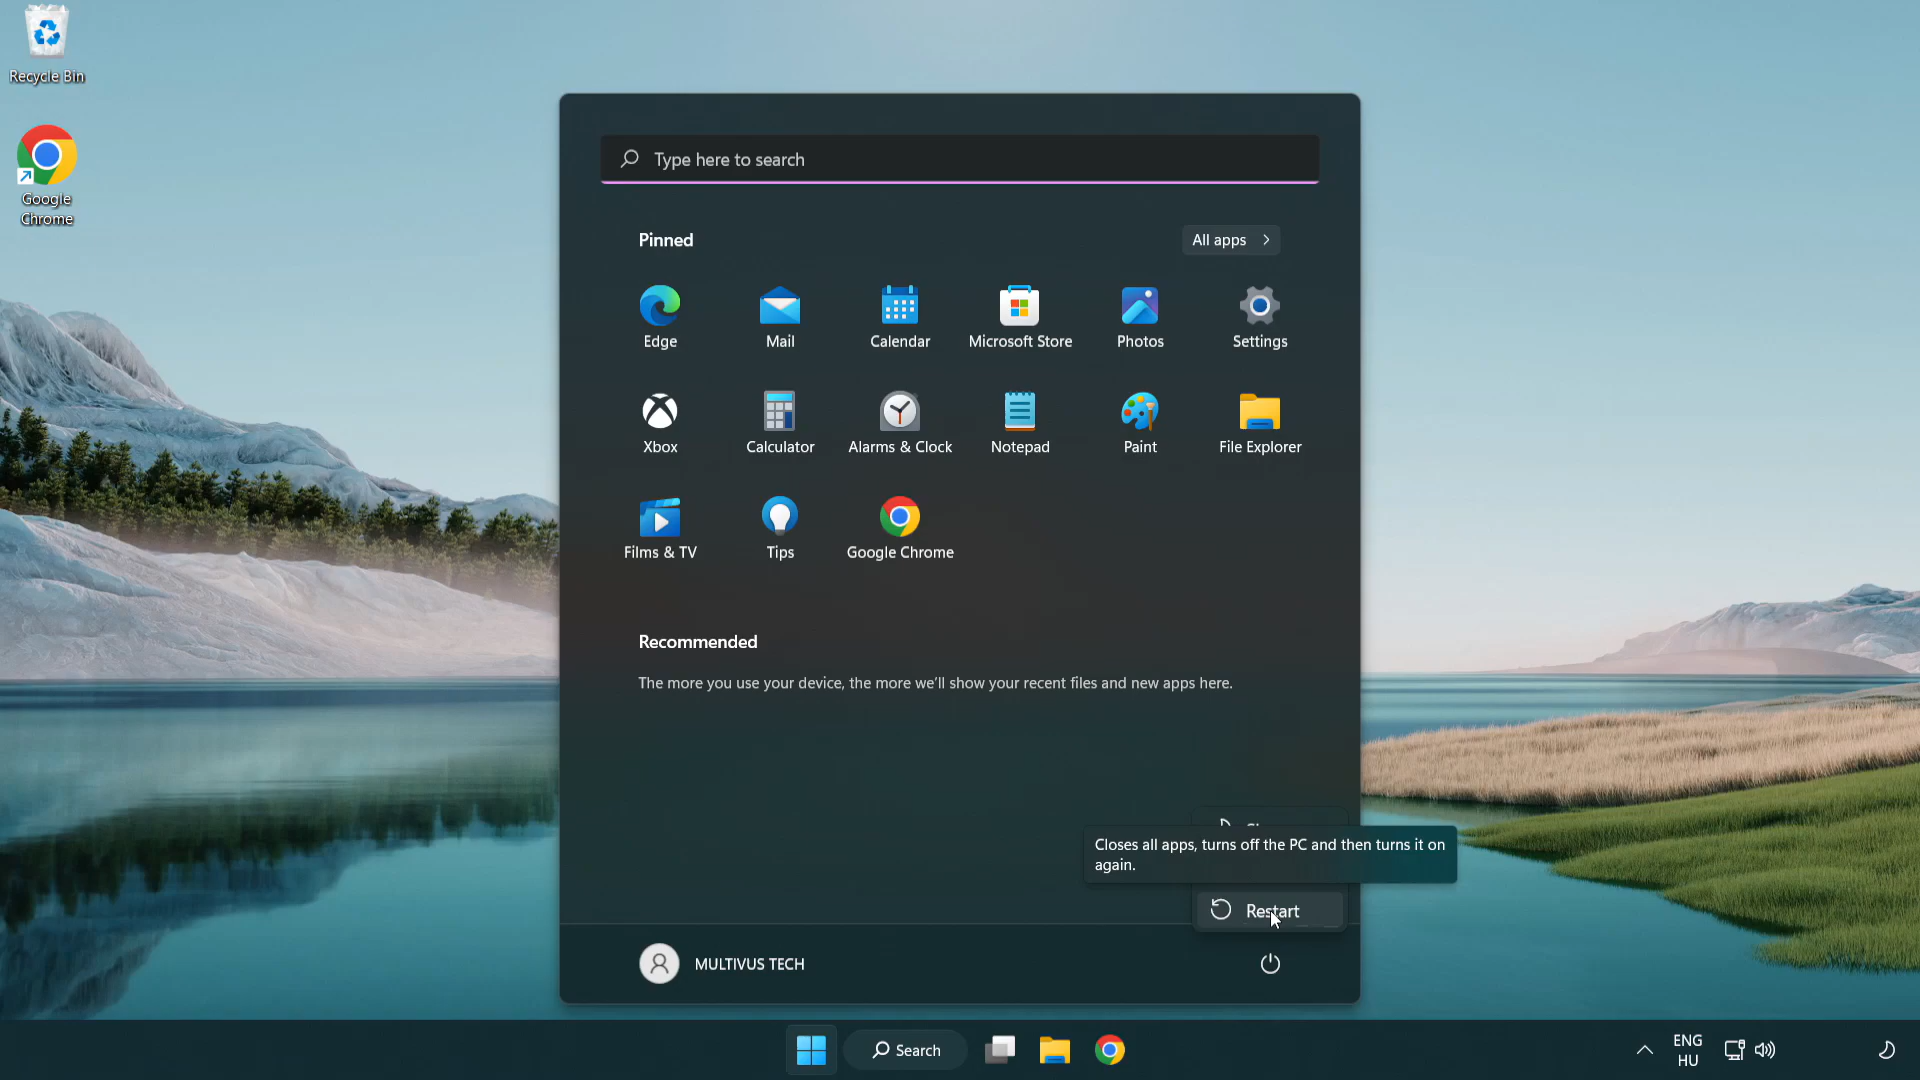 Recycle Bin
Google
Chrome
Type here to search
Pinned
All apps
Edge
Mail
Calendar
Microsoft Store
Photos
Settings
Xbox
Calculator
Alarms & Clock
Notepad
Paint
File Explorer
Films & TV
Tips
Google Chrome
Recommended
The more you use your device, the more we'll show your recent files and new apps here.
Closes all apps, turns off the PC and then turns it on
again.
Restart
MULTIVUS TECH
Search
ENG
HU